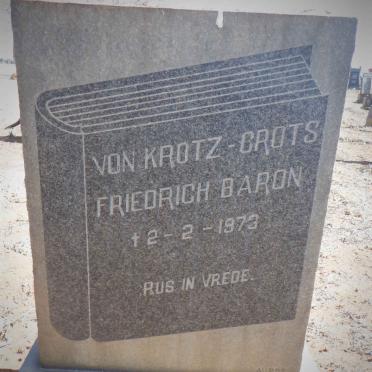 VON KROTZ-GROTS
FRIEDRICH BARON
† 2-2-1973
RUS IN VREDE.